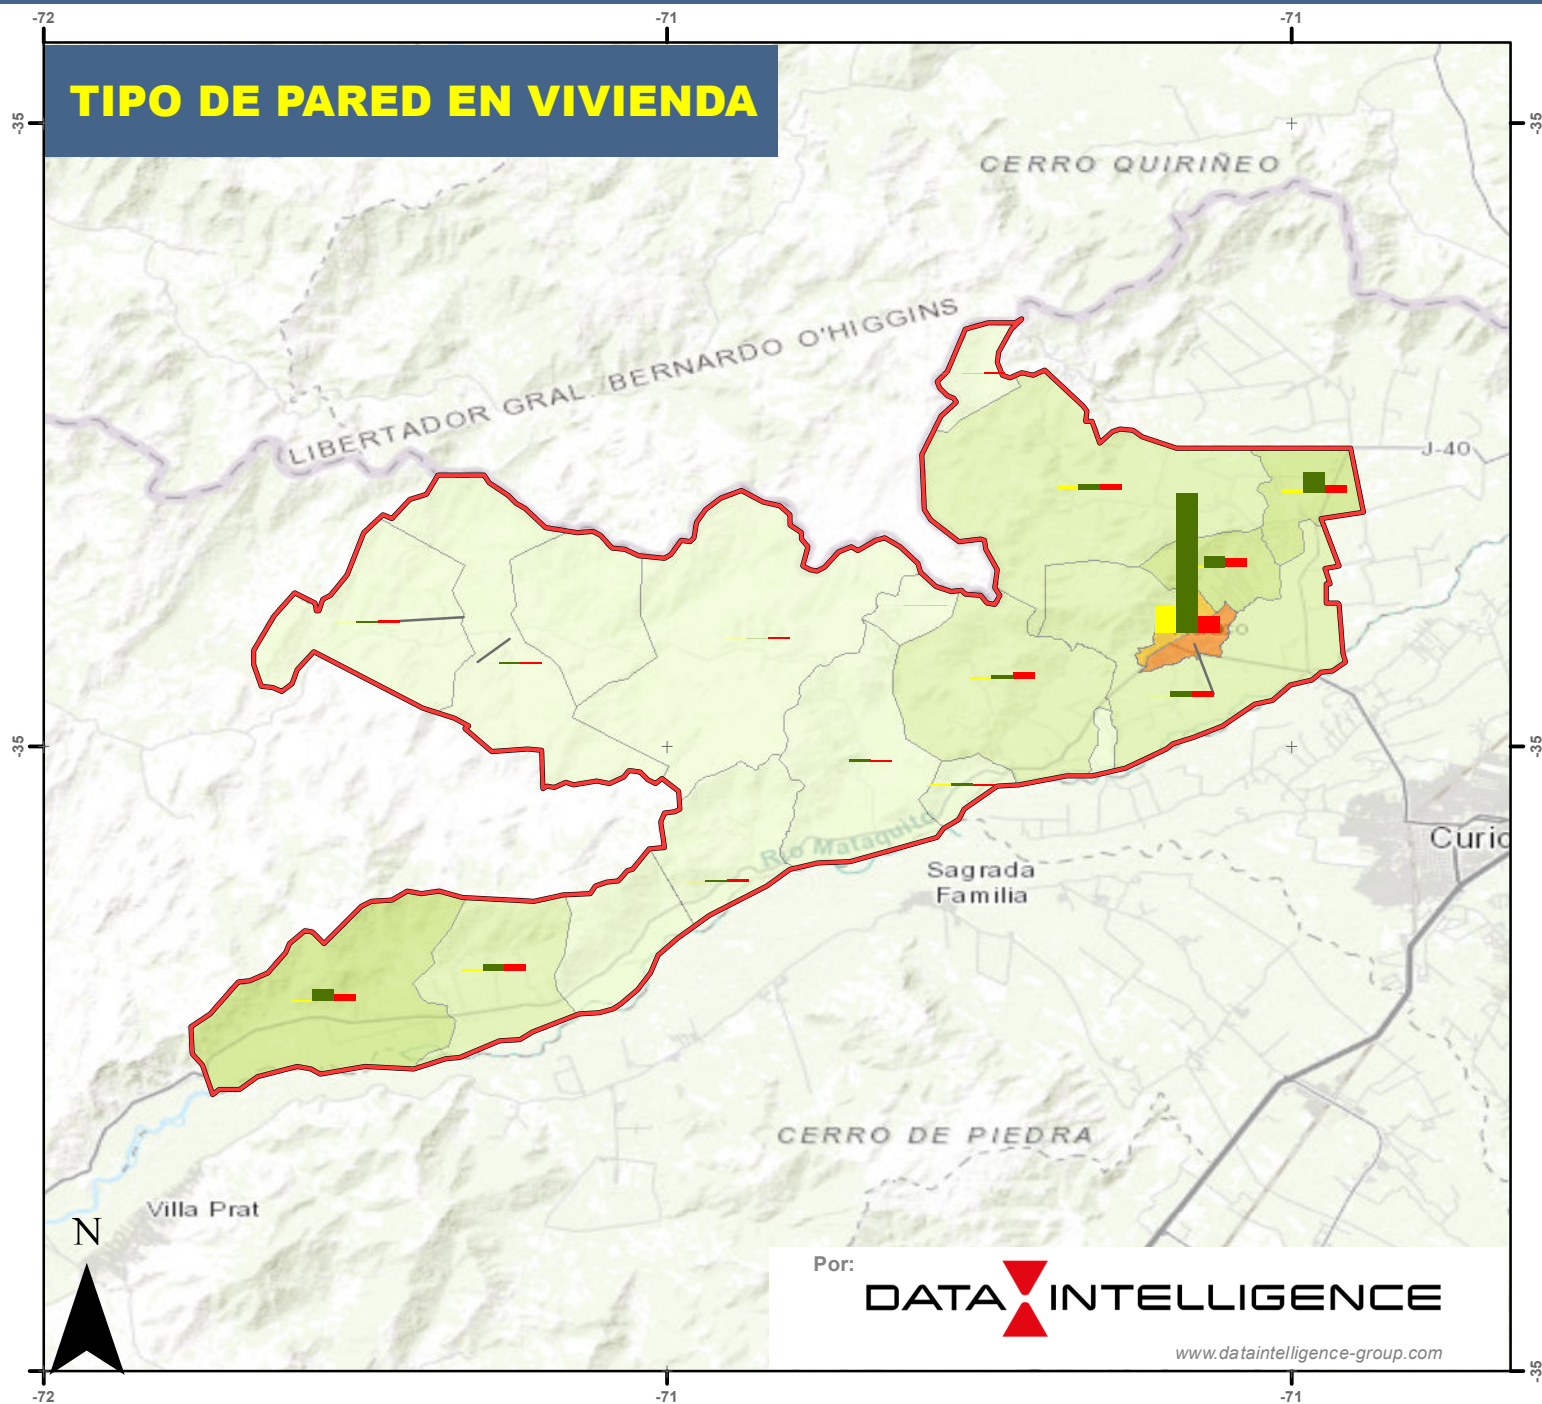 -72
-71
-71
TIPO DE PARED EN VIVIENDA
-35
-35
CERRO QUIRIÑEO
LIBERTADOR GRAL. BERNARDO O'HIGGINS
J-40
-35
-35
Río Mataquito
Curic
Sagrada
Familia
CERRO DE PIEDRA
Villa Prat
N
Por:
DATA INTELLIGENCE
www.dataintelligence-group.com
-35
-72
-71
-71